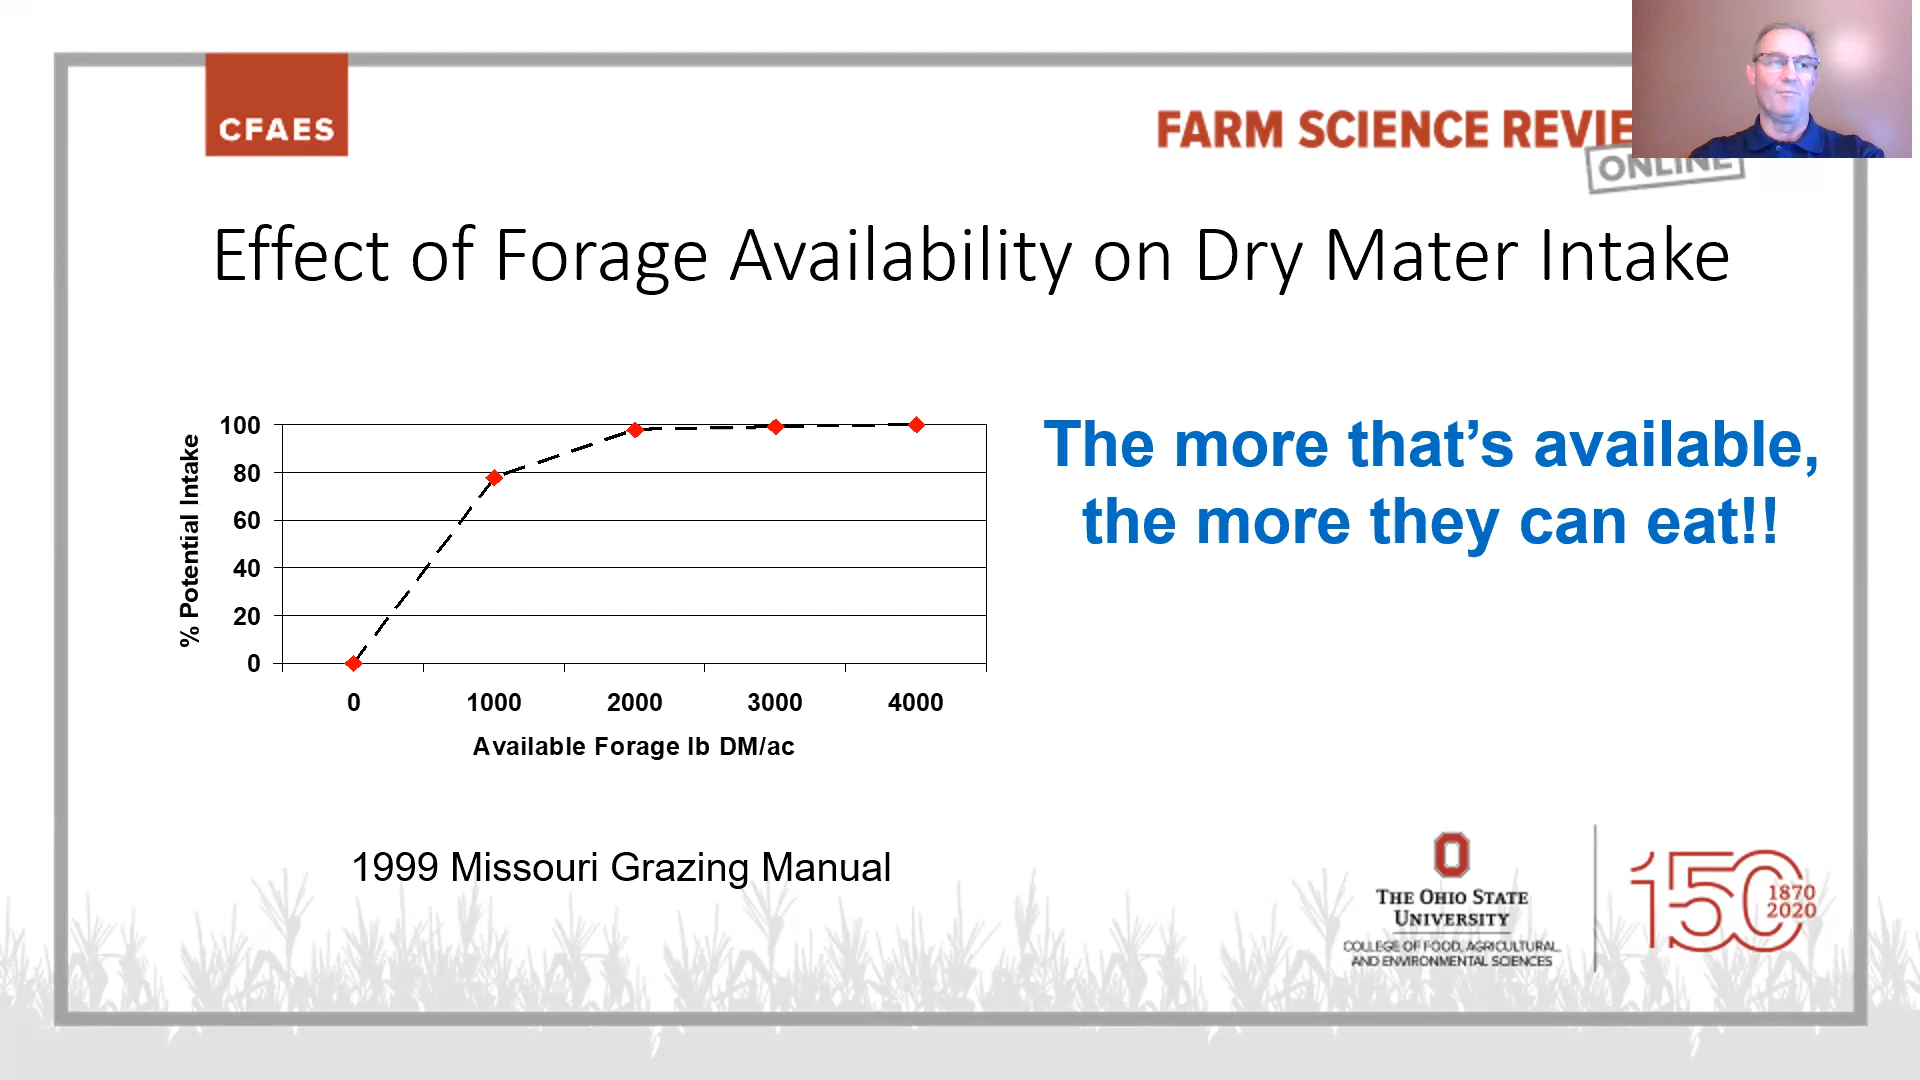 CFAES
FARM SCIENCE REVIE
ONLINE
Effect of Forage Availability on Dry Mater Intake
% Potential Intake
100
80
60
40
20
0
0 1000 2000 3000 4000
Available Forage lb DM/ac
The more that’s available,
the more they can eat!!
1999 Missouri Grazing Manual
THE OHIO STATE
UNIVERSITY
COLLEGE OF FOOD, AGRICULTURAL,
AND ENVIRONMENTAL SCIENCES
150
1870
2020